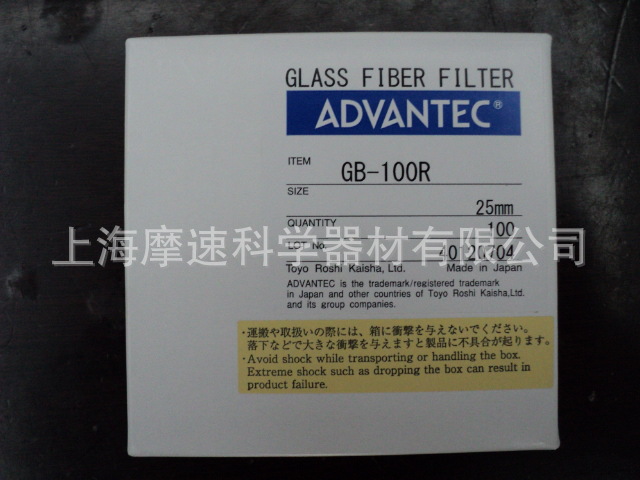 GLASS FIBER FILTER
ADVANTEC®
ITEM
GB-100R
SIZE
25mm
QUANTITY
100
LOT No.
上海摩速科学器材有限公司
Toyo Roshi Kaisha, Ltd. Made in Japan
ADVANTEC is the trademark/registered trademark
in Japan and other countries of Toyo Roshi Kaisha,Ltd.
and its group companies.
・運搬や取扱いの際には、箱に衝撃を与えないでください。
落下などで大きな衝撃を与えますと製品に不具合が起ります。
・Avoid shock while transporting or handling the box.
Extreme shock such as dropping the box can result in
product failure.